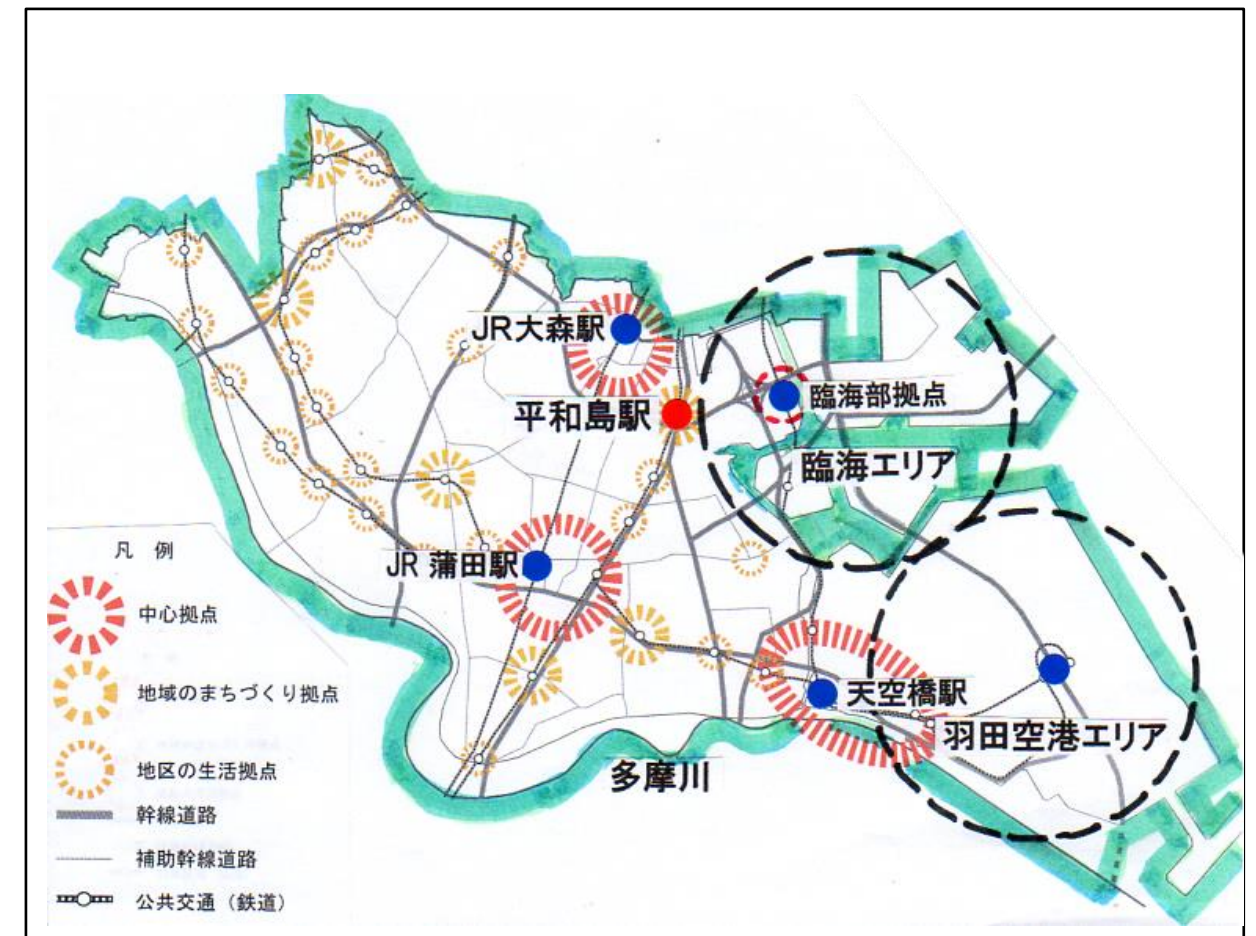 JR大森駅
平和島駅
臨海部拠点
臨海エリア
JR 蒲田駅
天空橋駅
羽田空港エリア
多摩川
凡 例
中心拠点
地域のまちづくり拠点
地区の生活拠点
幹線道路
補助幹線道路
公共交通（鉄道）